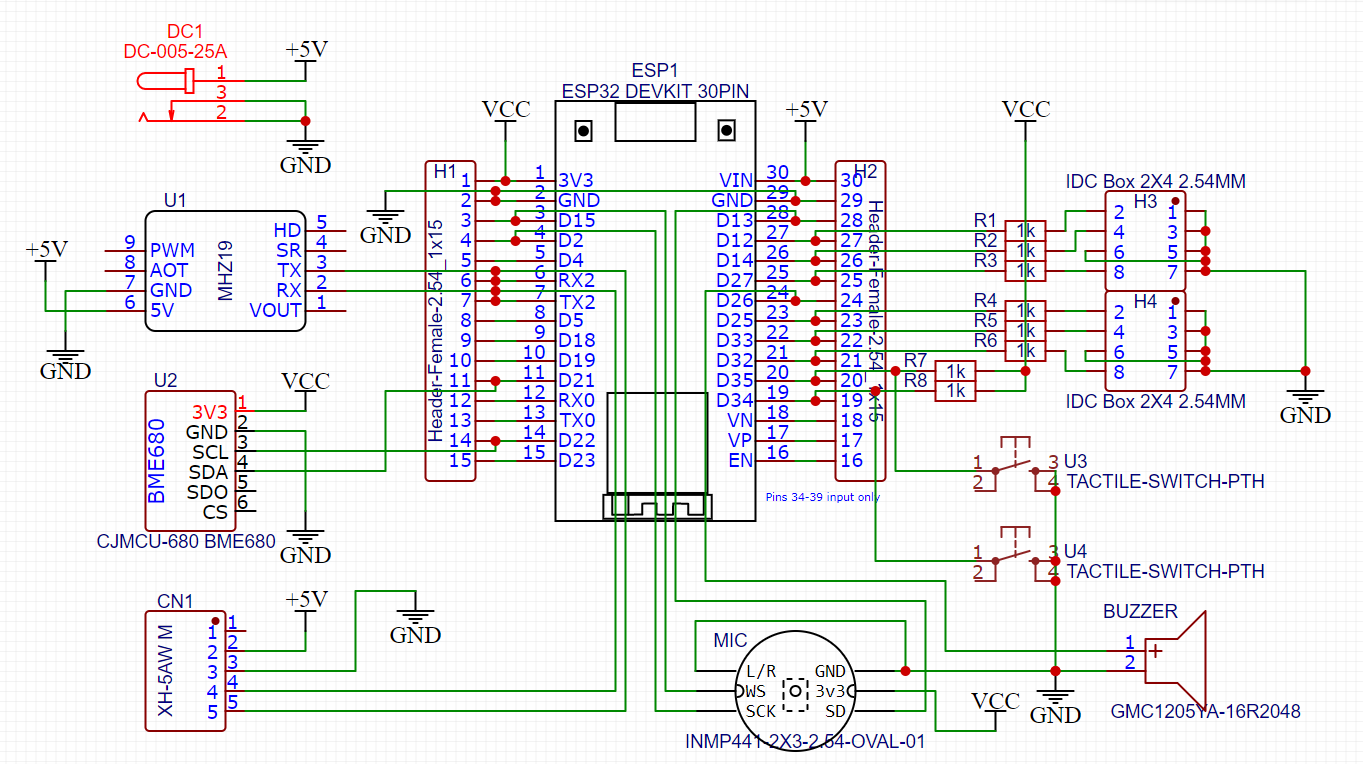 DC1
DC-005-25A
1
3
2
+5V
GND
U1
+5V
9 PWM
8 AOT
7 GND
6 5V
MHZ19
HD 5
SR 4
TX 3
RX 2
VOUT 1
GND
U2
VCC
BME680
3V3 1
GND 2
SCL 3
SDA 4
SDO 5
CS 6
CJMCU-680 BME680
GND
CN1
+5V
GND
XH-5AW M
1 1
2 2
3 3
4 4
5 5
VCC
GND
H1
Header-Female-2.54_1x15
1
2
3
4
5
6
7
8
9
10
11
12
13
14
15
ESP1
ESP32 DEVKIT 30PIN
1 3V3
2 GND
3 D15
4 D2
5 D4
6 RX2
7 TX2
8 D5
9 D18
10 D19
11 D21
12 RX0
13 TX0
14 D22
15 D23
VIN 30
GND 29
D13 28
D12 27
D14 26
D27 25
D26 24
D25 23
D33 22
D32 21
D35 20
D34 19
VN 18
VP 17
EN 16
+5V
H2
Header-Female-2.54_1x15
30
29
28
27
26
25
24
23
22
21
20
19
18
17
16
Pins 34-39 input only
VCC
R1 1k
R2 1k
R3 1k
R4 1k
R5 1k
R6 1k
R7 1k
R8 1k
IDC Box 2X4 2.54MM
H3
2 1
4 3
6 5
8 7
H4
2 1
4 3
6 5
8 7
IDC Box 2X4 2.54MM
GND
1
2
3
4
U3
TACTILE-SWITCH-PTH
1
2
3
4
U4
TACTILE-SWITCH-PTH
BUZZER
1
2
+
GMC1205YA-16R2048
GND
VCC
MIC
L/R GND
WS 3v3
SCK SD
INMP441-2X3-2.54-OVAL-01